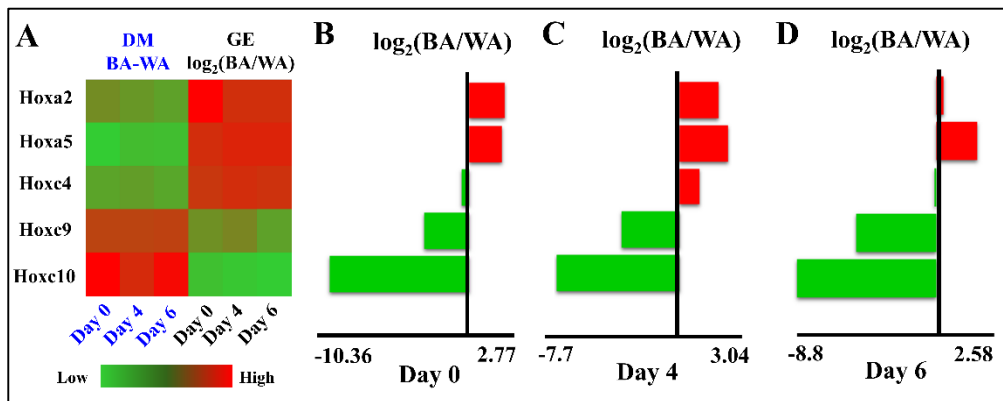 A
DM
BA-WA
GE
log₂(BA/WA)
Hoxa2
Hoxa5
Hoxc4
Hoxc9
Hoxc10
Day 0
Day 4
Day 6
Day 0
Day 4
Day 6
Low
High
B
log₂(BA/WA)
-10.36
2.77
Day 0
C
log₂(BA/WA)
-7.7
3.04
Day 4
D
log₂(BA/WA)
-8.8
2.58
Day 6